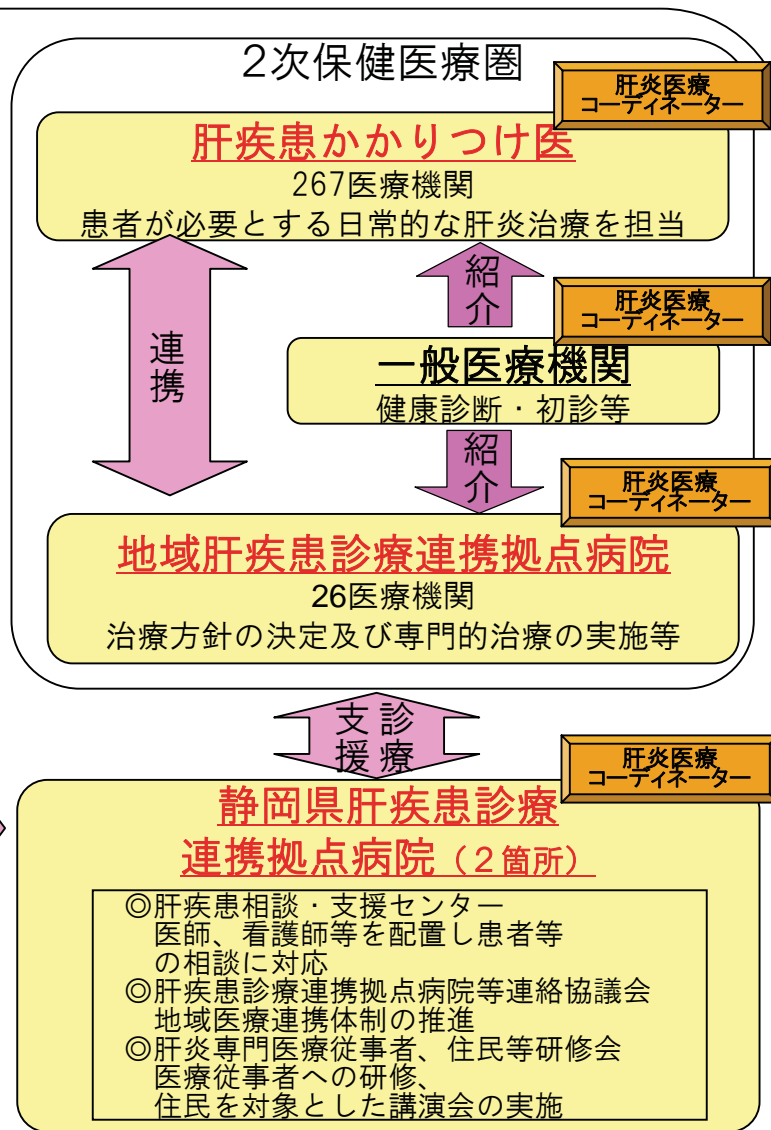 2次保健医療圏
肝炎医療
コーディネーター
肝疾患かかりつけ医
267医療機関
患者が必要とする日常的な肝炎治療を担当
連携
紹介
肝炎医療
コーディネーター
一般医療機関
健康診断・初診等
紹介
肝炎医療
コーディネーター
地域肝疾患診療連携拠点病院
26医療機関
治療方針の決定及び専門的治療の実施等
診療
支援
肝炎医療
コーディネーター
静岡県肝疾患診療
連携拠点病院（2箇所）
◎肝疾患相談・支援センター
医師、看護師等を配置し患者等
の相談に対応
◎肝疾患診療連携拠点病院等連絡協議会
地域医療連携体制の推進
◎肝炎専門医療従事者、住民等研修会
医療従事者への研修、
住民を対象とした講演会の実施